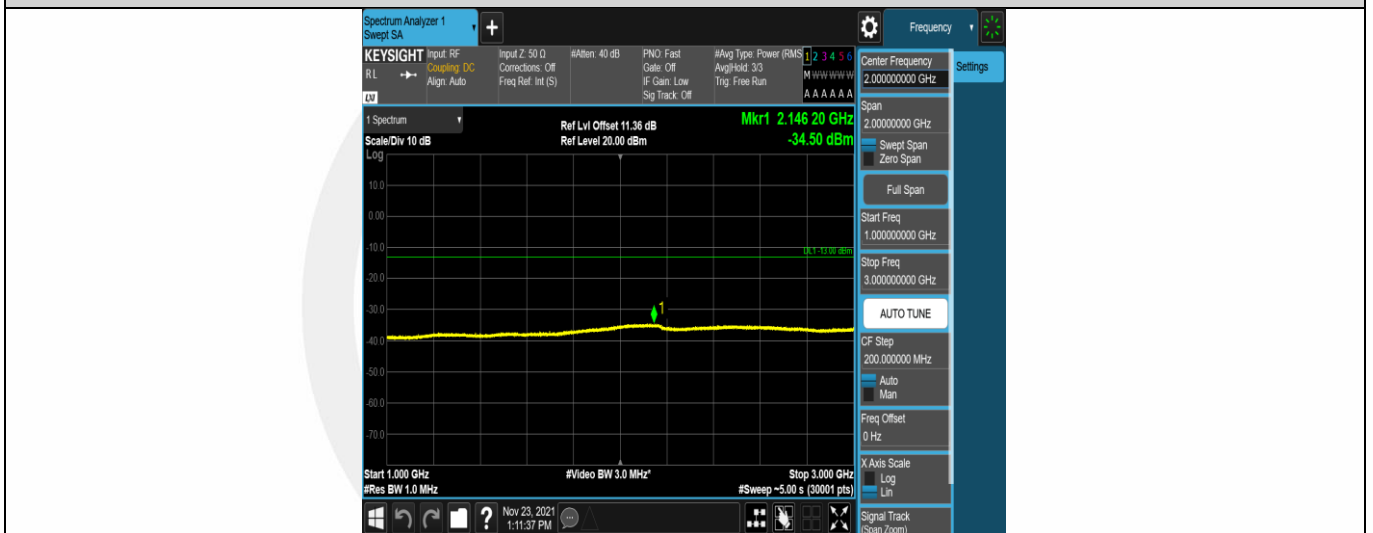 Spectrum Analyzer 1
Swept SA
Frequency
KEYSIGHT
RL
LXI
Input: RF
Coupling: DC
Align: Auto
Input Z: 50 Ω
Corrections: Off
Freq Ref: Int (S)
#Atten: 40 dB
PNO: Fast
Gate: Off
IF Gain: Low
Sig Track: Off
#Avg Type: Power (RMS
Avg|Hold: 3/3
Trig: Free Run
1 2 3 4 5 6
M W W W W W
A A A A A A
1 Spectrum
Scale/Div 10 dB
Log
Ref Lvl Offset 11.36 dB
Ref Level 20.00 dBm
Mkr1 2.146 20 GHz
-34.50 dBm
10.0
0.00
-10.0
DL1 -13.00 dBm
-20.0
-30.0
1
-40.0
-50.0
-60.0
-70.0
Start 1.000 GHz
#Res BW 1.0 MHz
#Video BW 3.0 MHz*
Stop 3.000 GHz
#Sweep ~5.00 s (30001 pts)
Nov 23, 2021
1:11:37 PM
Center Frequency
2.000000000 GHz
Settings
Span
2.00000000 GHz
Swept Span
Zero Span
Full Span
Start Freq
1.000000000 GHz
Stop Freq
3.000000000 GHz
AUTO TUNE
CF Step
200.000000 MHz
Auto
Man
Freq Offset
0 Hz
X Axis Scale
Log
Lin
Signal Track
(Span Zoom)